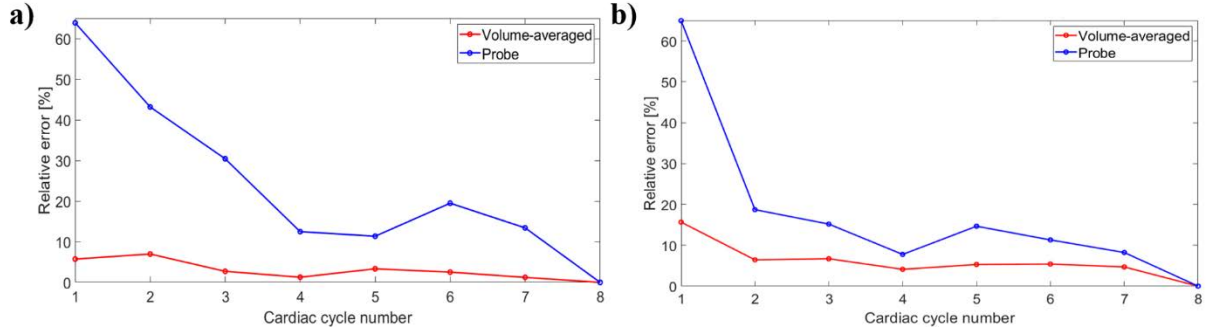 a)
Relative error [%]
60
50
40
30
20
10
0
1 2 3 4 5 6 7 8
Cardiac cycle number
Volume-averaged
Probe
b)
Relative error [%]
60
50
40
30
20
10
0
1 2 3 4 5 6 7 8
Cardiac cycle number
Volume-averaged
Probe